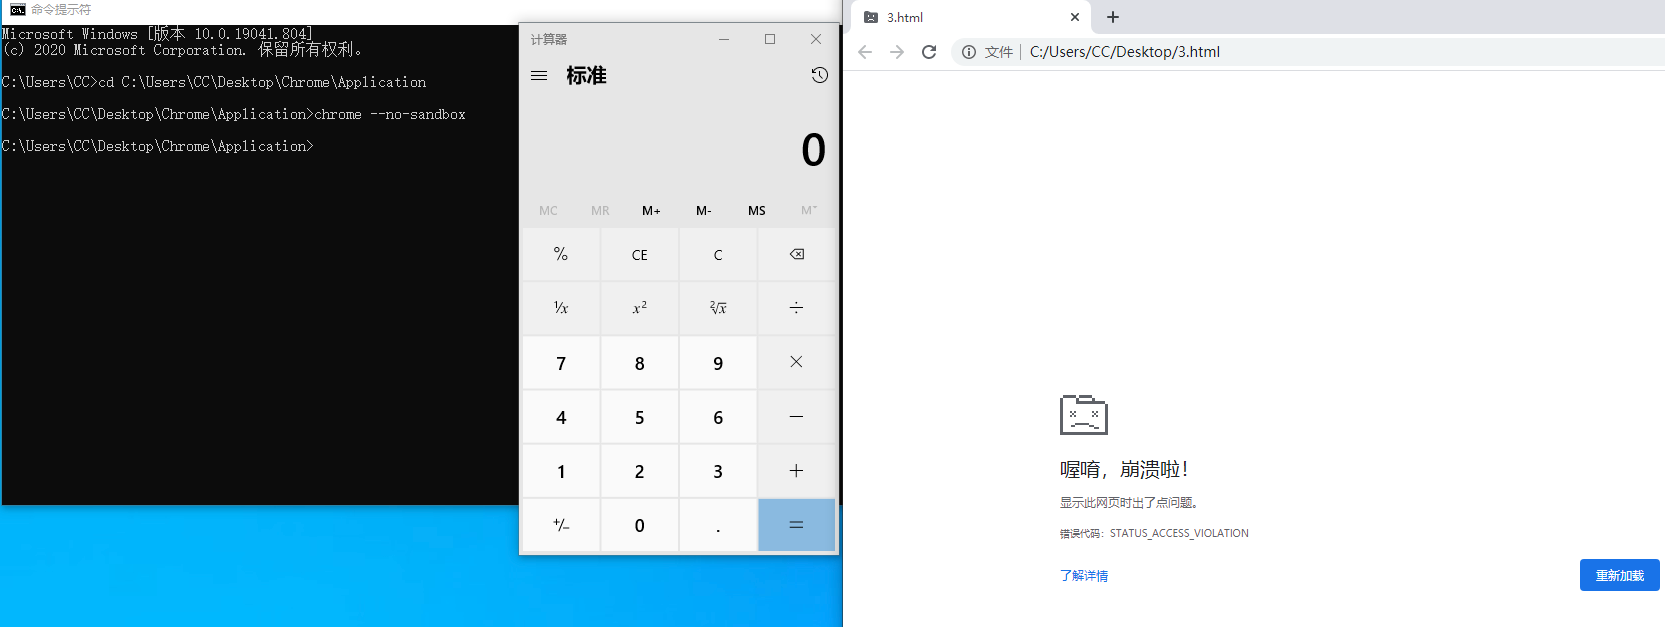 命令提示符
Microsoft Windows [版本 10.0.19041.804]
(c) 2020 Microsoft Corporation. 保留所有权利。
C:\Users\CC>cd C:\Users\CC\Desktop\Chrome\Application
C:\Users\CC\Desktop\Chrome\Application>chrome --no-sandbox
C:\Users\CC\Desktop\Chrome\Application>
计算器
标准
0
MC MR M+ M- MS M˅
% CE C
⅟x x² ²√x ÷
7 8 9 ×
4 5 6 −
1 2 3 +
+/− 0 . =
3.html
文件 | C:/Users/CC/Desktop/3.html
喔唷，崩溃啦！
显示此网页时出了点问题。
错误代码：STATUS_ACCESS_VIOLATION
了解详情
重新加载